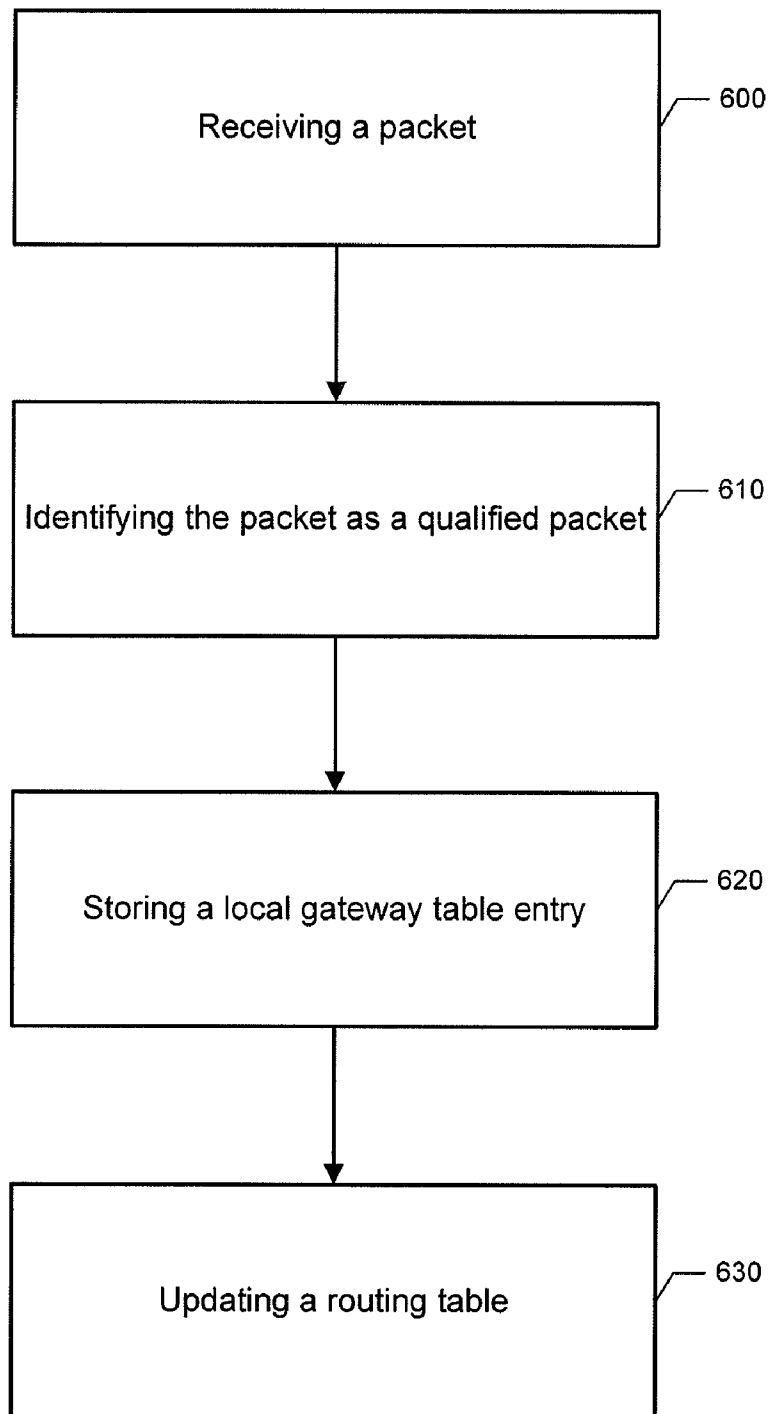 Receiving a packet
600
Identifying the packet as a qualified packet
610
Storing a local gateway table entry
620
Updating a routing table
630